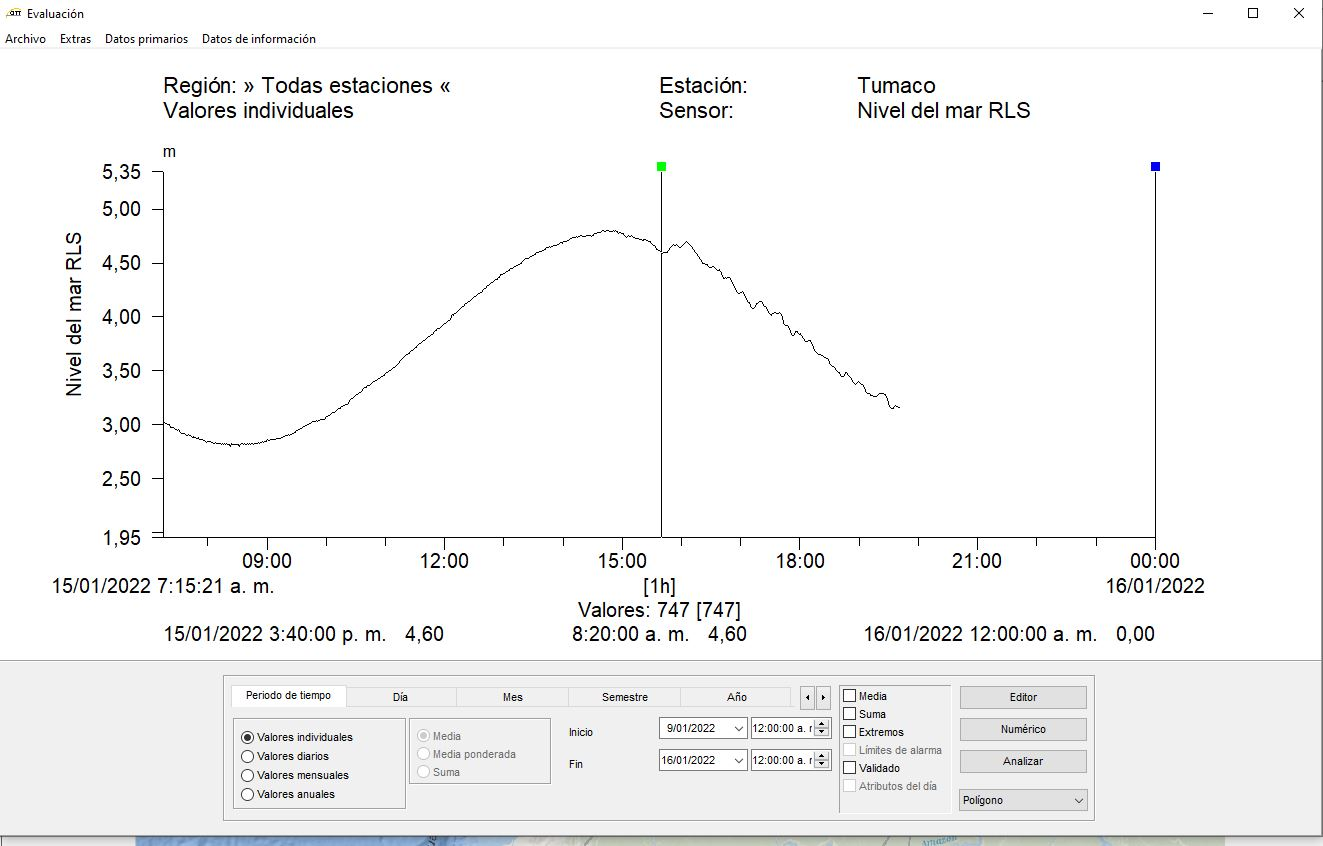 Evaluación
Archivo Extras Datos primarios Datos de información
Región: » Todas estaciones « Estación: Tumaco
Valores individuales Sensor: Nivel del mar RLS
m
5,35
5,00
4,50
4,00
3,50
3,00
2,50
1,95
Nivel del mar RLS
09:00 12:00 15:00 18:00 21:00 00:00
15/01/2022 7:15:21 a. m. [1h] 16/01/2022
Valores: 747 [747]
15/01/2022 3:40:00 p. m. 4,60 8:20:00 a. m. 4,60 16/01/2022 12:00:00 a. m. 0,00
Periodo de tiempo Día Mes Semestre Año
Valores individuales
Valores diarios
Valores mensuales
Valores anuales
Media
Media ponderada
Suma
Inicio 9/01/2022 12:00:00 a. r
Fin 16/01/2022 12:00:00 a. r
Media
Suma
Extremos
Límites de alarma
Validado
Atributos del día
Editor
Numérico
Analizar
Polígono
Amazon